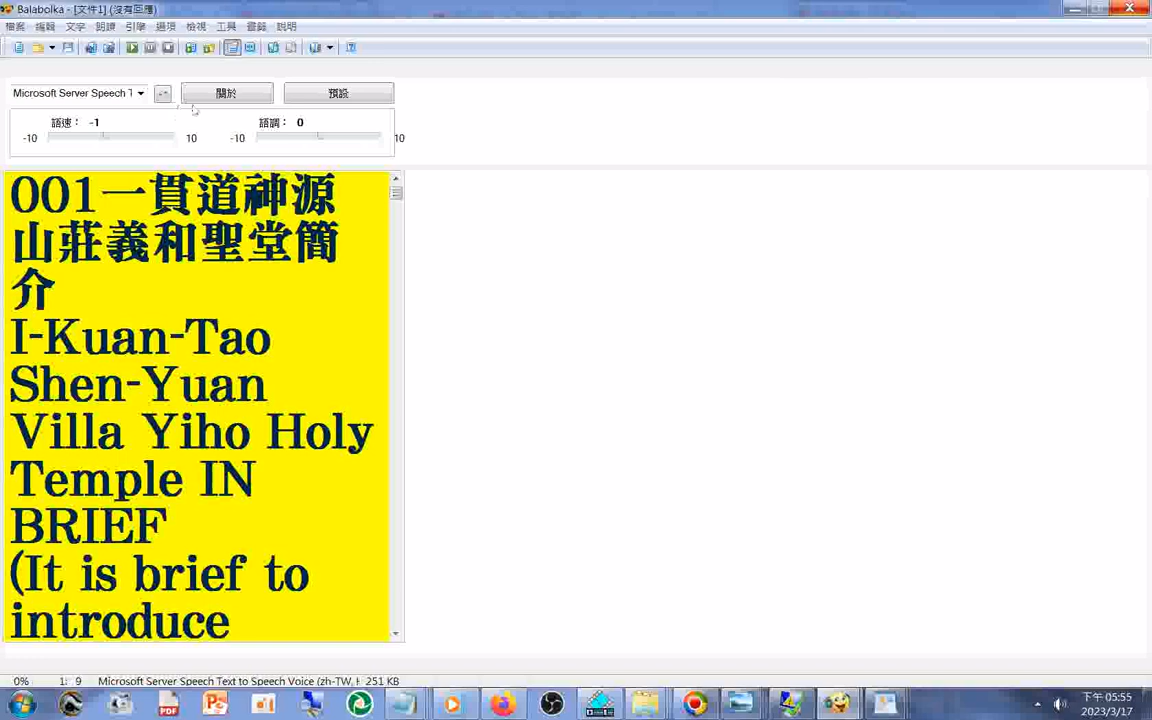 Balabolka - [文件1] (沒有回應)
檔案 編輯 文字 朗讀 引擎 選項 檢視 工具 書籤 說明
Microsoft Server Speech T 關於 預設
語速： -1 語調： 0
-10 10 -10 10
001一貫道神源
山莊義和聖堂簡
介
I-Kuan-Tao
Shen-Yuan
Villa Yiho Holy
Temple IN
BRIEF
(It is brief to
introduce
0% 1: 9 Microsoft Server Speech Text to Speech Voice (zh-TW, 251 KB
PDF
下午 05:55
2023/3/17